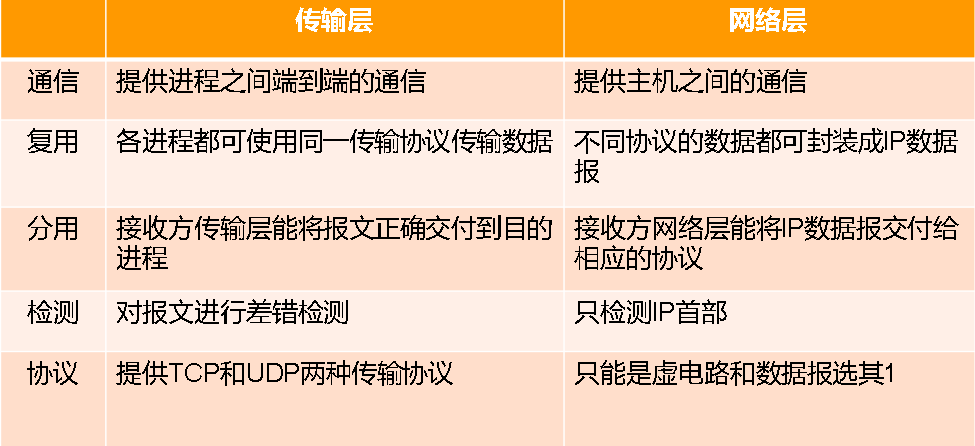 传输层
网络层
通信
提供进程之间端到端的通信
提供主机之间的通信
复用
各进程都可使用同一传输协议传输数据
不同协议的数据都可封装成IP数据
报
分用
接收方传输层能将报文正确交付到目的
进程
接收方网络层能将IP数据报交付给
相应的协议
检测
对报文进行差错检测
只检测IP首部
协议
提供TCP和UDP两种传输协议
只能是虚电路和数据报选其1